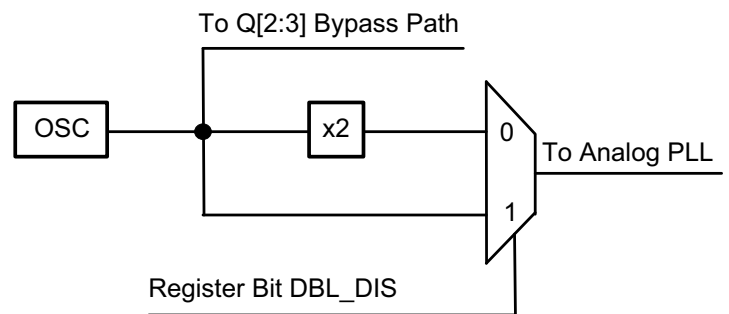 To Q[2:3] Bypass Path
OSC
x2
0
To Analog PLL
1
Register Bit DBL_DIS